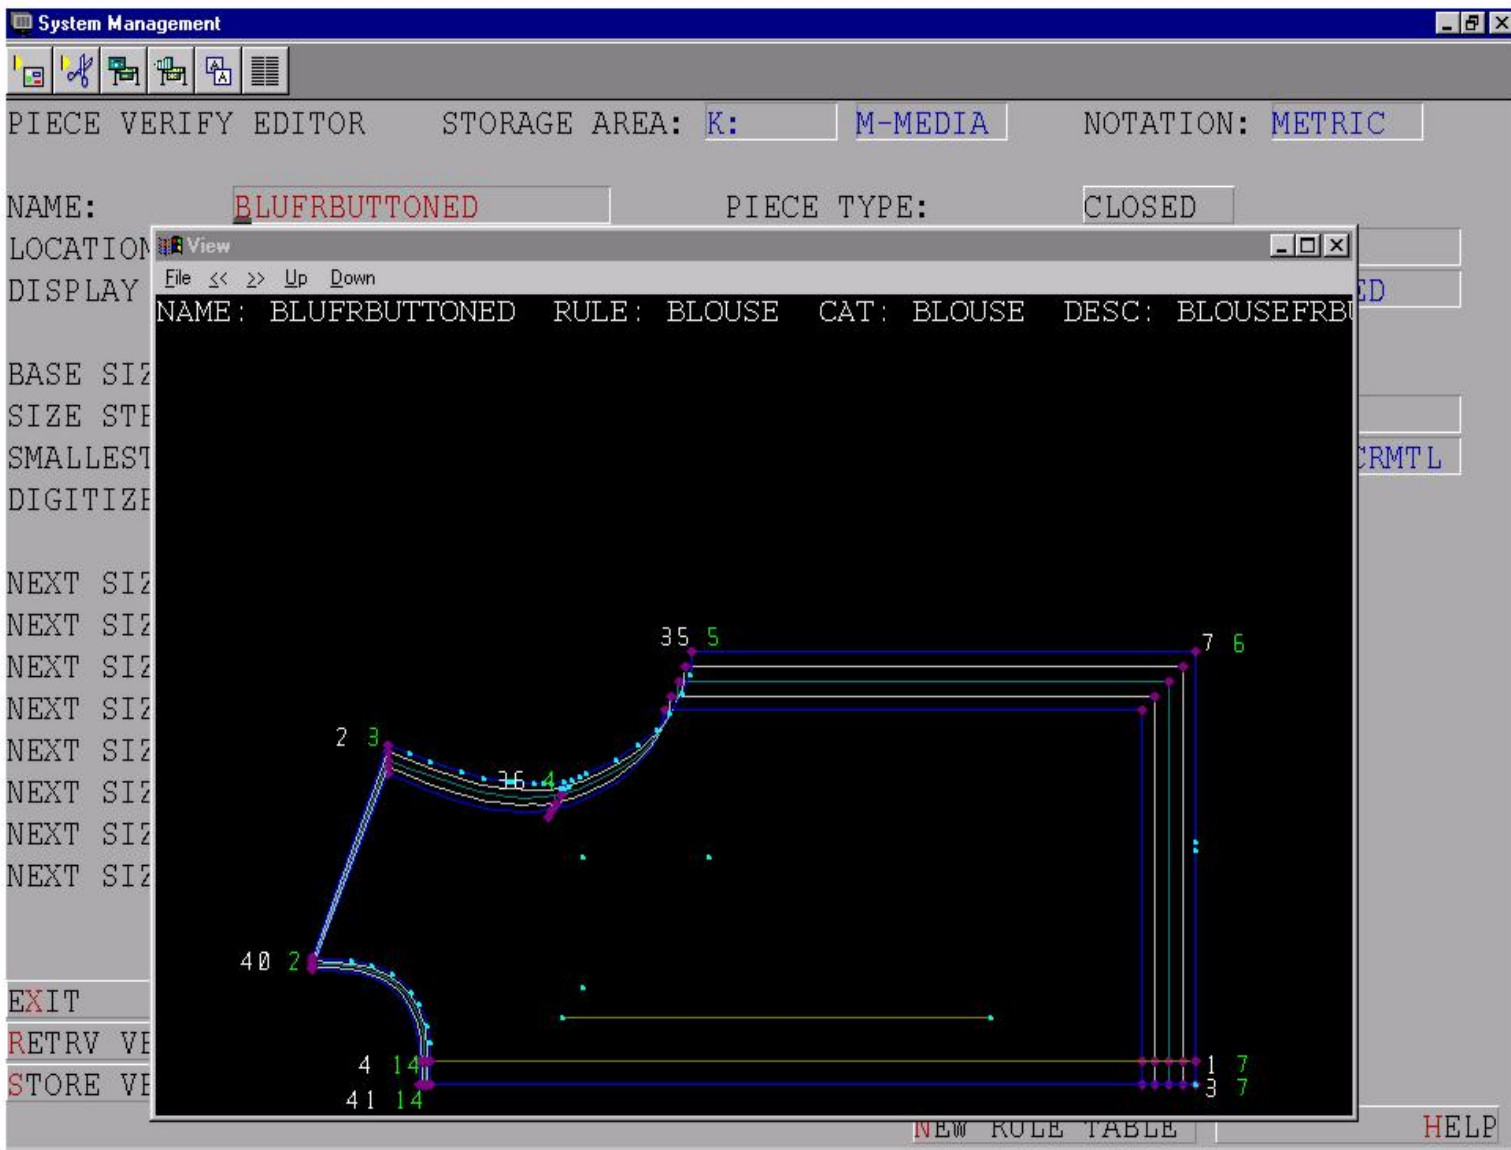 System Management
PIECE VERIFY EDITOR STORAGE AREA: K: M-MEDIA NOTATION: METRIC
NAME: BLUFRBUTTONED PIECE TYPE: CLOSED
LOCATION
View
File << >> Up Down
DISPLAY ED
NAME: BLUFRBUTTONED RULE: BLOUSE CAT: BLOUSE DESC: BLOUSEFRBU
BASE SIZ
SIZE STE
SMALLEST CRMTL
DIGITIZE
NEXT SIZ
NEXT SIZ
35 5 7 6
NEXT SIZ
NEXT SIZ
2 3
NEXT SIZ
36 4
NEXT SIZ
NEXT SIZ
NEXT SIZ
40 2
EXIT
RETRV VE
4 14 1 7
STORE VE
3 7
41 14
NEW RULE TABLE HELP